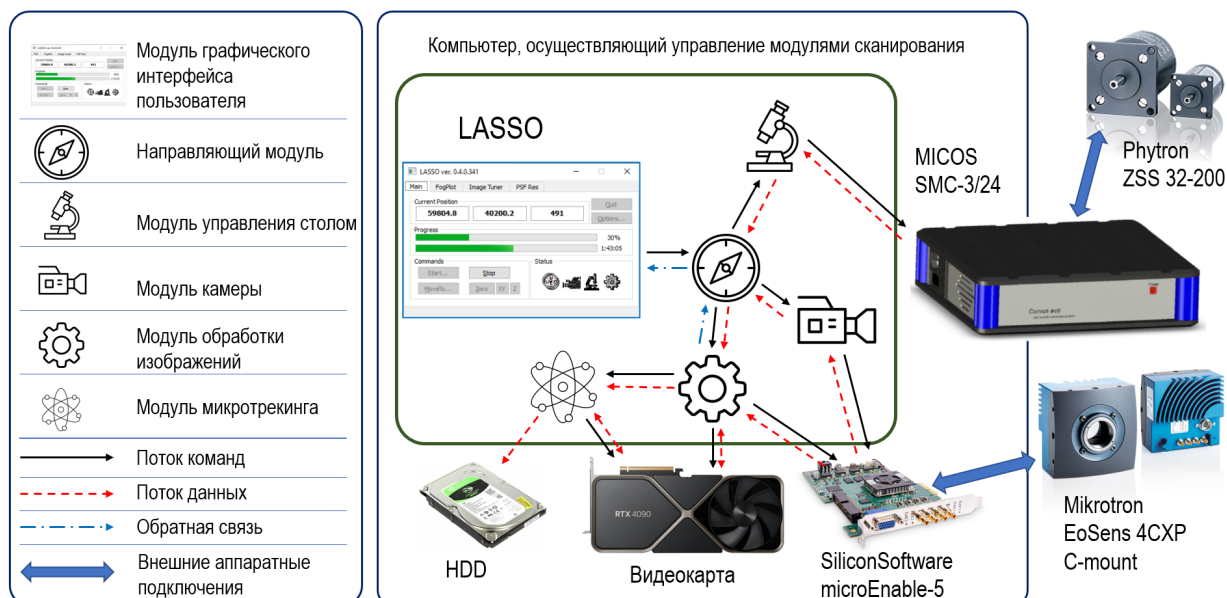 Модуль графического
интерфейса
пользователя
Направляющий модуль
Модуль управления столом
Модуль камеры
Модуль обработки
изображений
Модуль микротрекинга
Поток команд
Поток данных
Обратная связь
Внешние аппаратные
подключения
Компьютер, осуществляющий управление модулями сканирования
LASSO
LASSO ver. 0.4.0.341
Main FogPlot Image Tuner PSF Res
Current Position
59804.8 40200.2 491
Quit
Options...
Progress
30%
1:43:05
Commands
Status
Start... Stop
MoveTo... Zero XY Z
MICOS
SMC-3/24
Phytron
ZSS 32-200
Mikrotron
EoSens 4CXP
C-mount
RTX 4090
HDD
Видеокарта
SiliconSoftware
microEnable-5